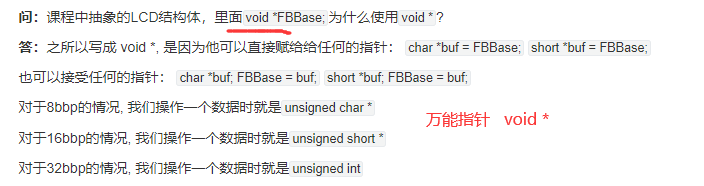 问：课程中抽象的LCD结构体，里面 void *FBBase; 为什么使用 void * ?
答：之所以写成 void *, 是因为他可以直接赋给给任何的指针： char *buf = FBBase; short *buf = FBBase;
也可以接受任何的指针： char *buf; FBBase = buf; short *buf; FBBase = buf;
对于8bbp的情况, 我们操作一个数据时就是 unsigned char *
对于16bbp的情况, 我们操作一个数据时就是 unsigned short *
对于32bbp的情况, 我们操作一个数据时就是 unsigned int
万能指针 void *